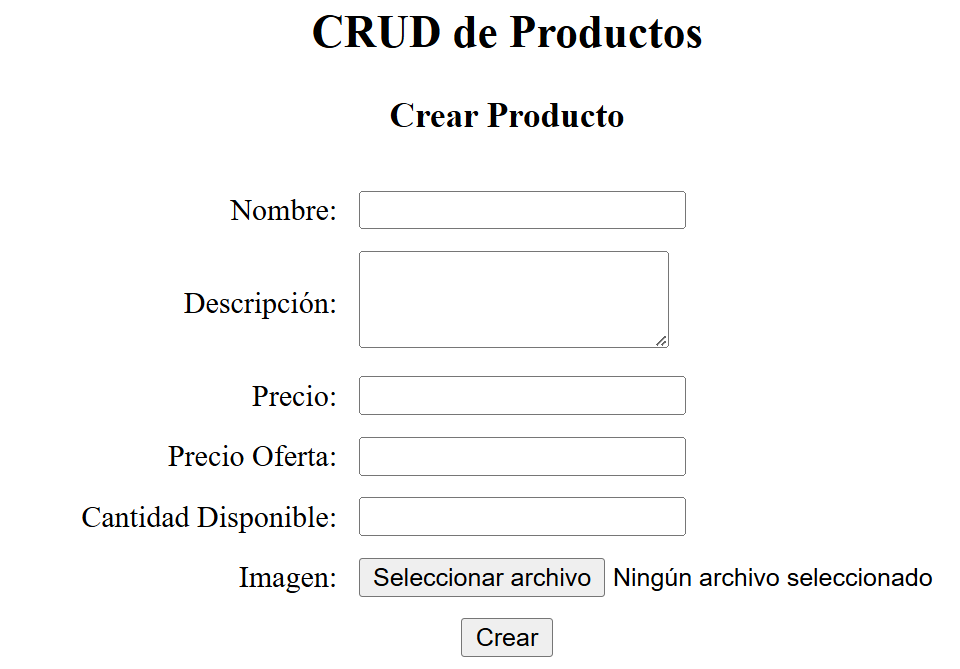 CRUD de Productos
Crear Producto
Nombre:
Descripción:
Precio:
Precio Oferta:
Cantidad Disponible:
Imagen: Seleccionar archivo Ningún archivo seleccionado
Crear